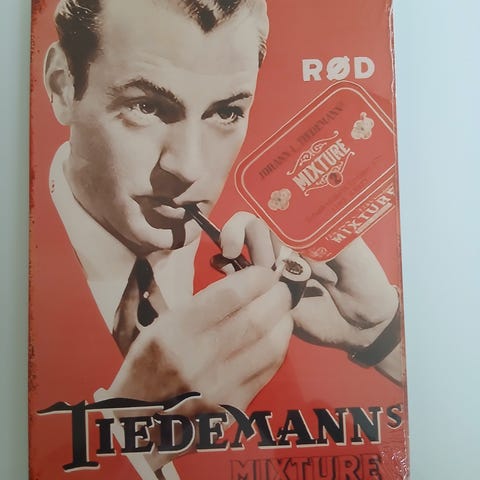 RØD
JOHANN L. TIEDEMANNS
MIXTURE
MIXTURE
TIEDEMANNS
MIXTURE